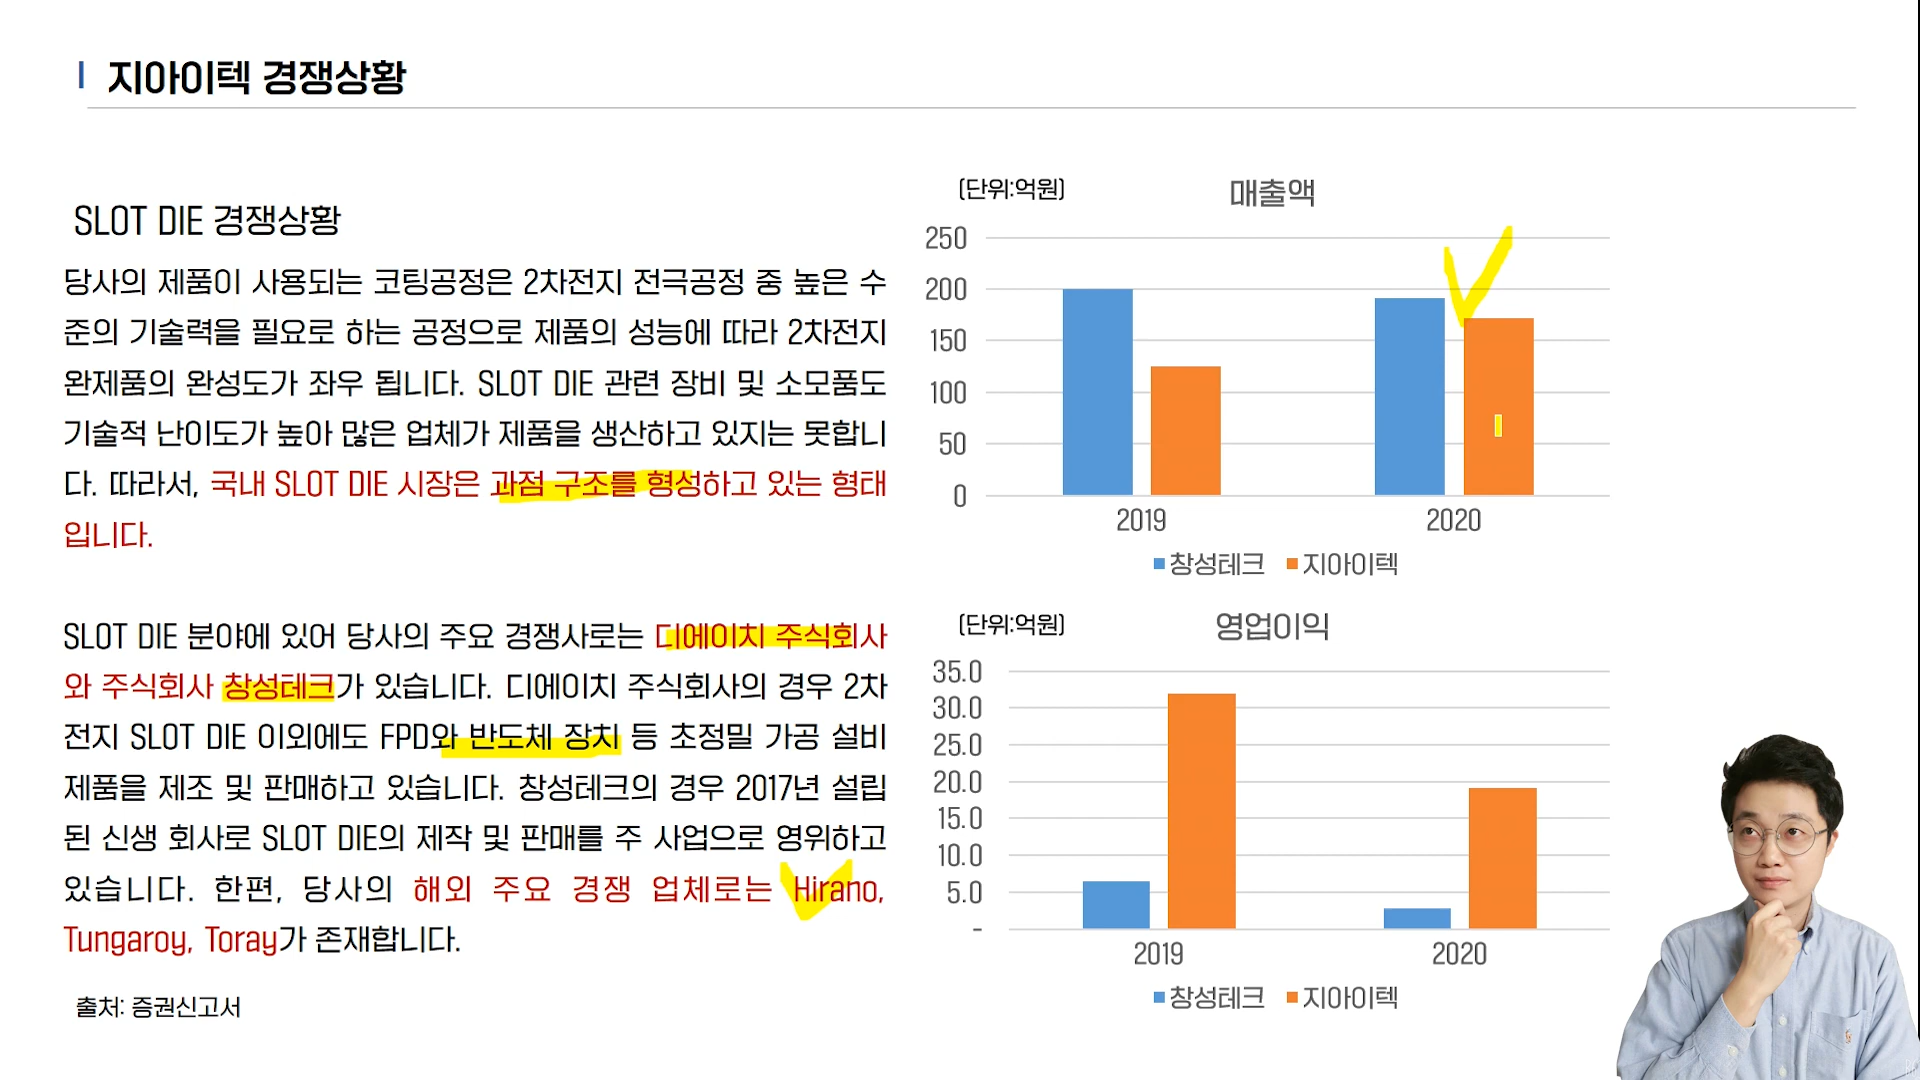 지아이텍 경쟁상황
SLOT DIE 경쟁상황
당사의 제품이 사용되는 코팅공정은 2차전지 전극공정 중 높은 수
준의 기술력을 필요로 하는 공정으로 제품의 성능에 따라 2차전지
완제품의 완성도가 좌우 됩니다. SLOT DIE 관련 장비 및 소모품도
기술적 난이도가 높아 많은 업체가 제품을 생산하고 있지는 못합니
다. 따라서, 국내 SLOT DIE 시장은 과점 구조를 형성하고 있는 형태
입니다.
SLOT DIE 분야에 있어 당사의 주요 경쟁사로는 디에이치 주식회사
와 주식회사 창성테크가 있습니다. 디에이치 주식회사의 경우 2차
전지 SLOT DIE 이외에도 FPD와 반도체 장치 등 초정밀 가공 설비
제품을 제조 및 판매하고 있습니다. 창성테크의 경우 2017년 설립
된 신생 회사로 SLOT DIE의 제작 및 판매를 주 사업으로 영위하고
있습니다. 한편, 당사의 해외 주요 경쟁 업체로는 Hirano,
Tungaroy, Toray가 존재합니다.
출처: 증권신고서
(단위:억원)
매출액
250
200
150
100
50
0
2019 2020
창성테크 지아이텍
(단위:억원)
영업이익
35.0
30.0
25.0
20.0
15.0
10.0
5.0
-
2019 2020
창성테크 지아이텍